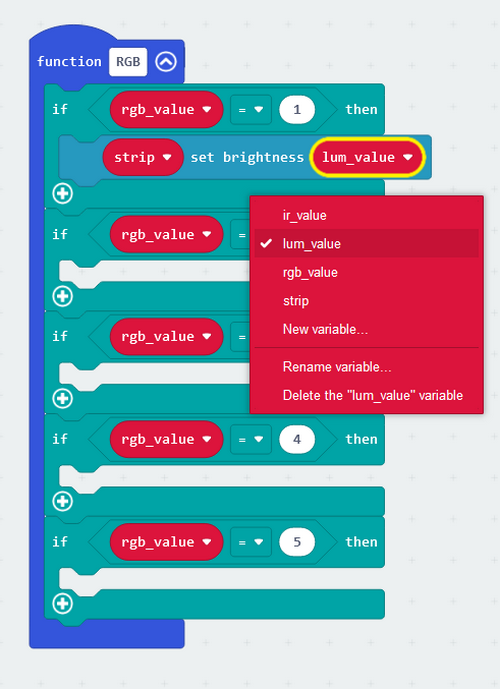 function RGB
if rgb_value = 1 then
strip set brightness lum_value
if rgb_value =
ir_value
lum_value
rgb_value
strip
New variable...
Rename variable...
Delete the "lum_value" variable
if rgb_value =
if rgb_value = 4 then
if rgb_value = 5 then